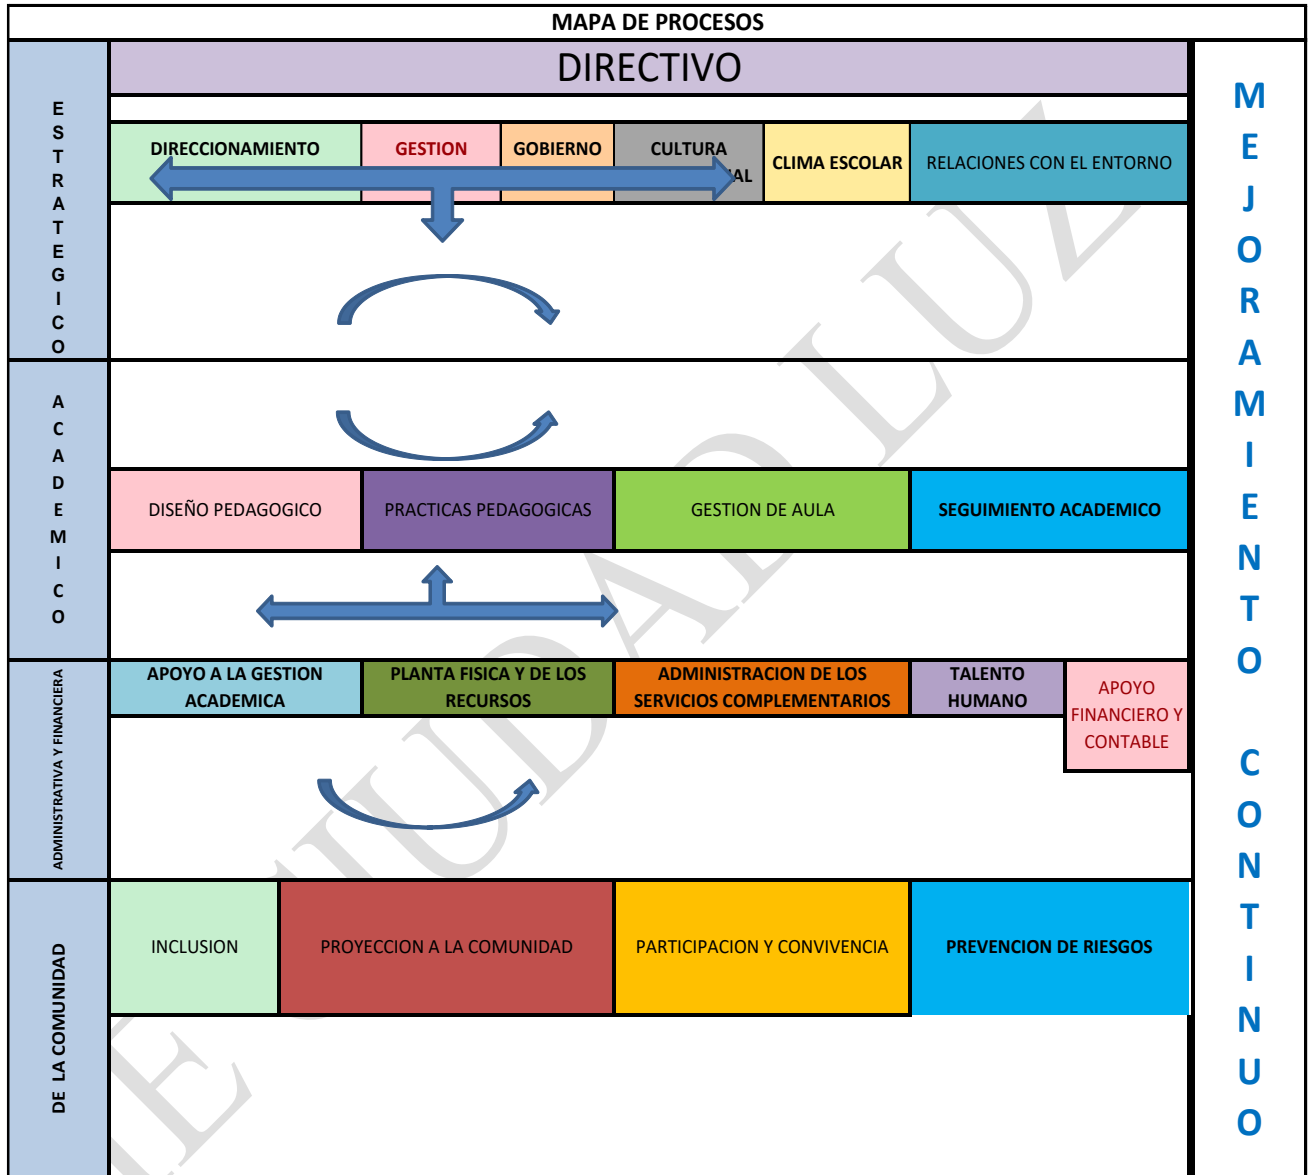 MAPA DE PROCESOS
ESTRATEGICO
DIRECTIVO
DIRECCIONAMIENTO
GESTION
GOBIERNO
CULTURA
CLIMA ESCOLAR
RELACIONES CON EL ENTORNO
ACADEMICO
DISEÑO PEDAGOGICO
PRACTICAS PEDAGOGICAS
GESTION DE AULA
SEGUIMIENTO ACADEMICO
ADMINISTRATIVA Y FINANCIERA
APOYO A LA GESTION
ACADEMICA
PLANTA FISICA Y DE LOS
RECURSOS
ADMINISTRACION DE LOS
SERVICIOS COMPLEMENTARIOS
TALENTO
HUMANO
APOYO
FINANCIERO Y
CONTABLE
DE LA COMUNIDAD
INCLUSION
PROYECCION A LA COMUNIDAD
PARTICIPACION Y CONVIVENCIA
PREVENCION DE RIESGOS
MEJORAMIENTO CONTINUO
CIUDAD LUZ